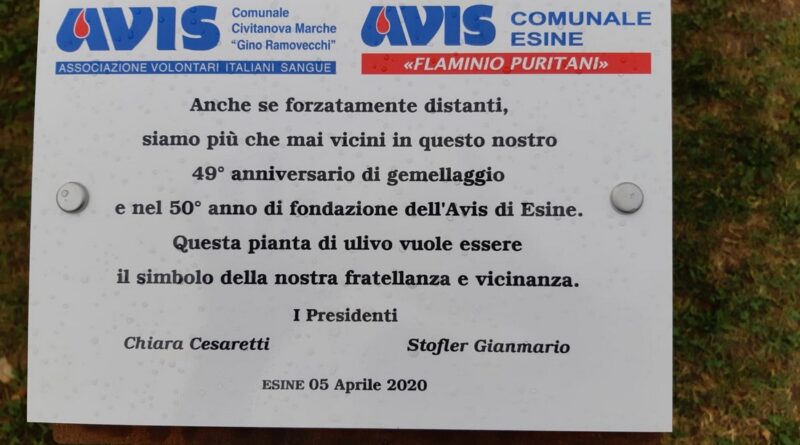 AVIS
Comunale
Civitanova Marche
"Gino Ramovecchi"
ASSOCIAZIONE VOLONTARI ITALIANI SANGUE
AVIS
COMUNALE
ESINE
«FLAMINIO PURITANI»
Anche se forzatamente distanti,
siamo più che mai vicini in questo nostro
49° anniversario di gemellaggio
e nel 50° anno di fondazione dell'Avis di Esine.
Questa pianta di ulivo vuole essere
il simbolo della nostra fratellanza e vicinanza.
I Presidenti
Chiara Cesaretti Stofler Gianmario
ESINE 05 Aprile 2020